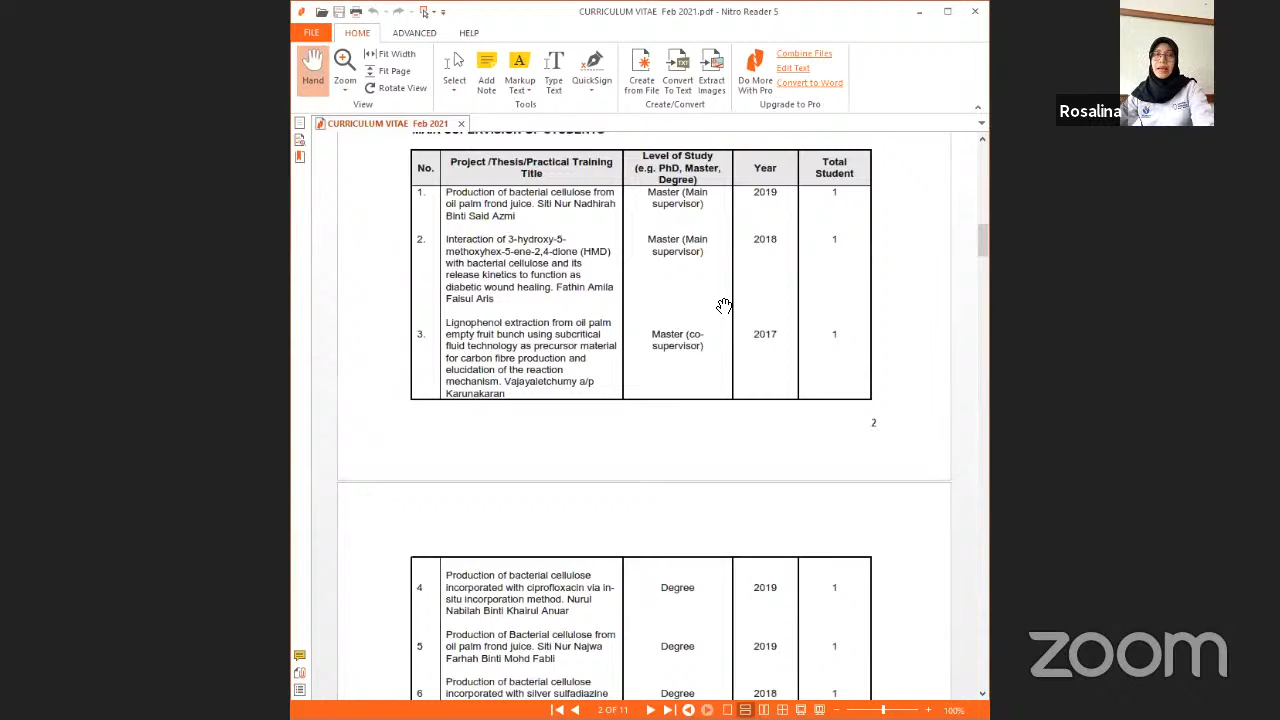 CURRICULUM VITAE Feb 2021.pdf - Nitro Reader 5
FILE
HOME
ADVANCED
HELP
Hand
Zoom
Fit Width
Fit Page
Rotate View
View
Select
Add Note
Markup Text
Type Text
QuickSign
Tools
Create from File
Convert To Text
Extract Images
Create/Convert
Do More With Pro
Combine Files
Edit Text
Convert to Word
Upgrade to Pro
Rosalina
CURRICULUM VITAE Feb 2021
MAIN SUPERVISION OF STUDENTS
No.
Project /Thesis/Practical Training
Title
Level of Study
(e.g. PhD, Master,
Degree)
Year
Total
Student
1.
Production of bacterial cellulose from
oil palm frond juice. Siti Nur Nadhirah
Binti Said Azmi
Master (Main
supervisor)
2019
1
2.
Interaction of 3-hydroxy-5-
methoxyhex-5-ene-2,4-dione (HMD)
with bacterial cellulose and its
release kinetics to function as
diabetic wound healing. Fathin Amila
Faisul Aris
Master (Main
supervisor)
2018
1
3.
Lignophenol extraction from oil palm
empty fruit bunch using subcritical
fluid technology as precursor material
for carbon fibre production and
elucidation of the reaction
mechanism. Vajayaletchumy a/p
Karunakaran
Master (co-
supervisor)
2017
1
2
4
Production of bacterial cellulose
incorporated with ciprofloxacin via in-
situ incorporation method. Nurul
Nabilah Binti Khairul Anuar
Degree
2019
1
5
Production of Bacterial cellulose from
oil palm frond juice. Siti Nur Najwa
Farhah Binti Mohd Fabli
Degree
2019
1
6
Production of bacterial cellulose
incorporated with silver sulfadiazine
Degree
2018
1
2 OF 11
100%
zoom